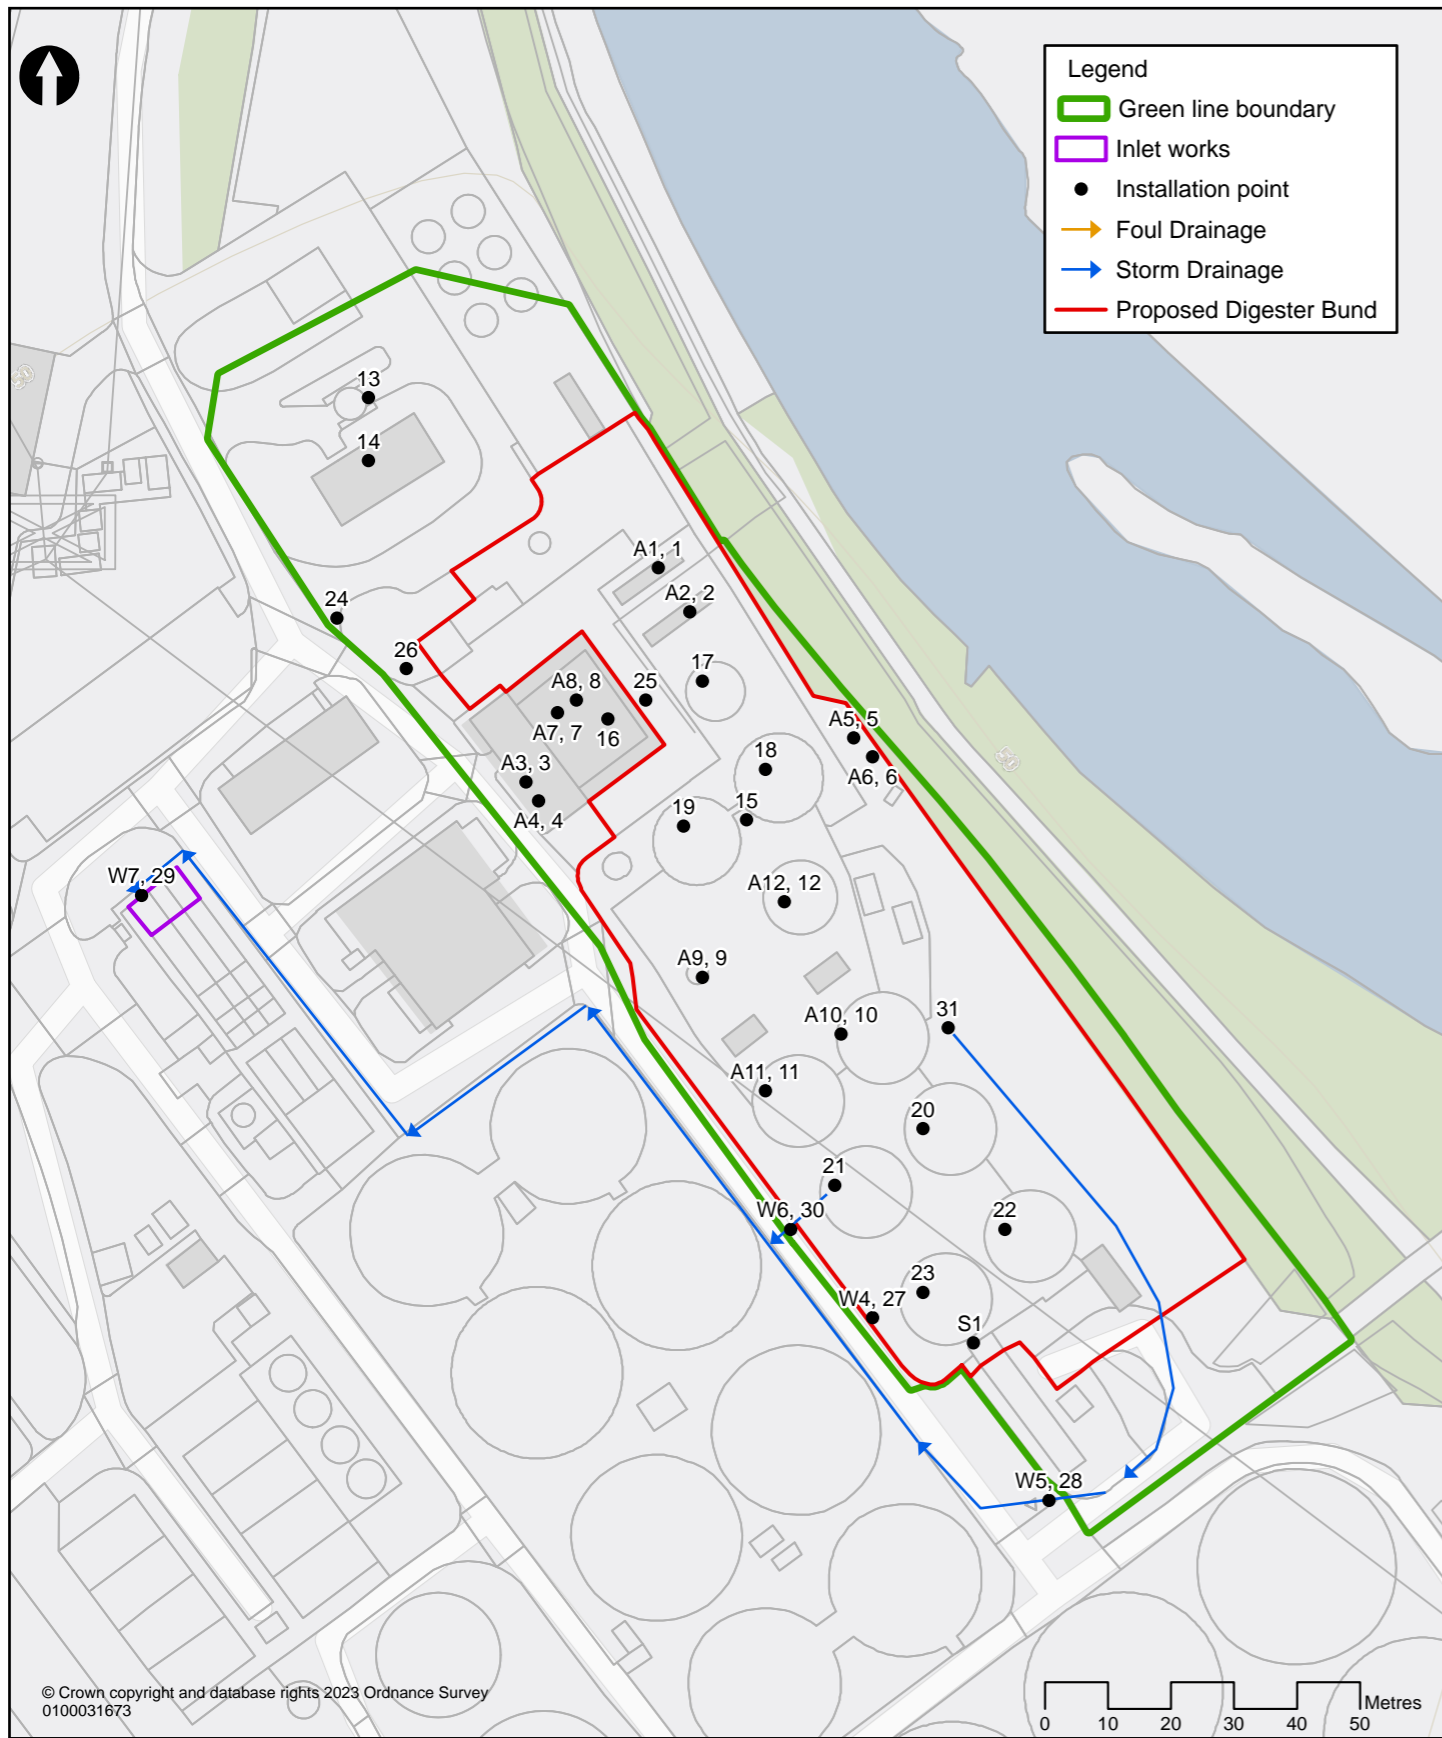 Legend
Green line boundary
Inlet works
Installation point
Foul Drainage
Storm Drainage
Proposed Digester Bund
13
14
A1, 1
A2, 2
24
26
17
A8, 8
25
A7, 7
16
A5, 5
A6, 6
18
A3, 3
A4, 4
19
15
W7, 29
A12, 12
A9, 9
A10, 10
31
A11, 11
20
21
W6, 30
22
23
W4, 27
S1
W5, 28
© Crown copyright and database rights 2023 Ordnance Survey
0100031673
Metres
0 10 20 30 40 50